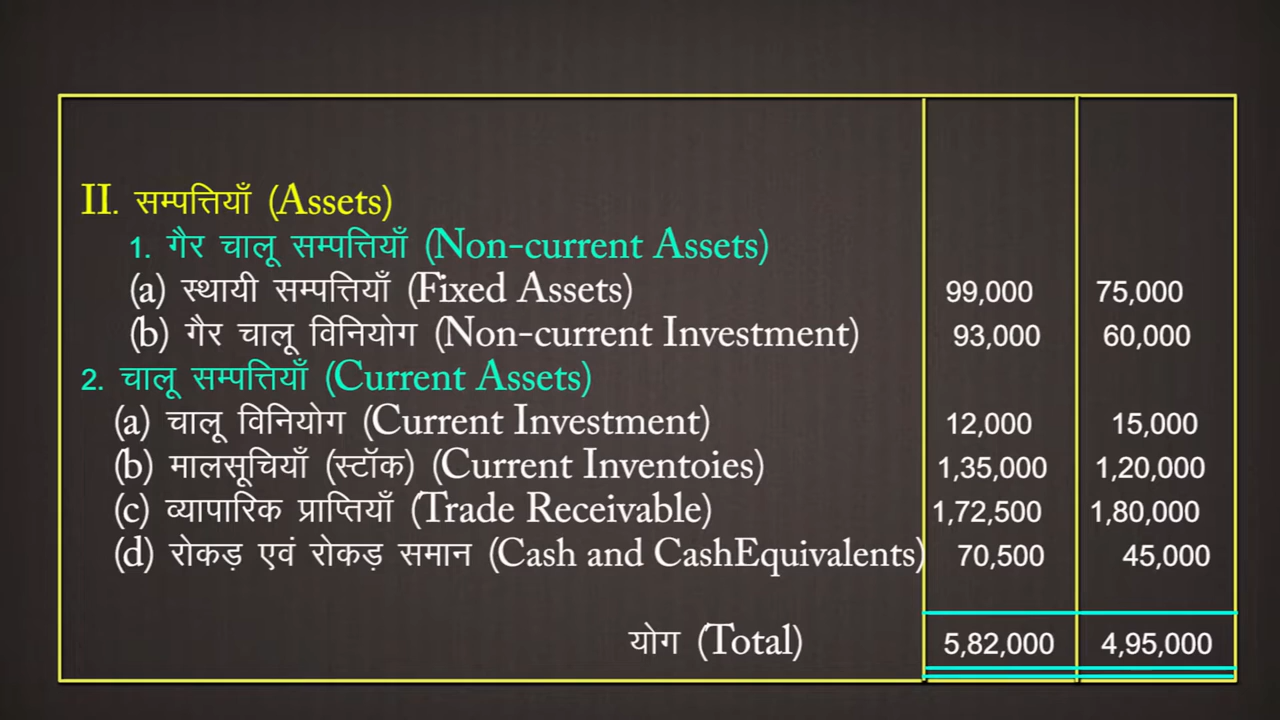 II. सम्पत्तियाँ (Assets)
1. गैर चालू सम्पत्तियाँ (Non-current Assets)
(a) स्थायी सम्पत्तियाँ (Fixed Assets) 99,000 75,000
(b) गैर चालू विनियोग (Non-current Investment) 93,000 60,000
2. चालू सम्पत्तियाँ (Current Assets)
(a) चालू विनियोग (Current Investment) 12,000 15,000
(b) मालसूचियाँ (स्टॉक) (Current Inventoies) 1,35,000 1,20,000
(c) व्यापारिक प्राप्तियाँ (Trade Receivable) 1,72,500 1,80,000
(d) रोकड़ एवं रोकड़ समान (Cash and CashEquivalents) 70,500 45,000
योग (Total) 5,82,000 4,95,000